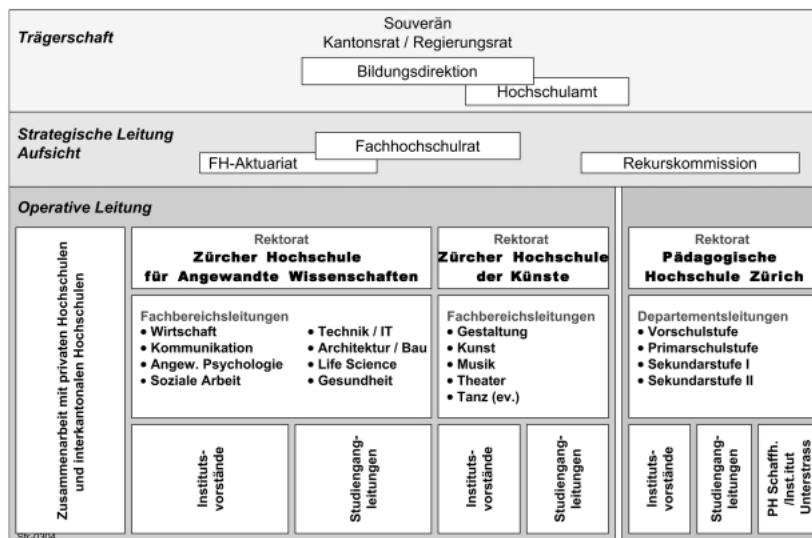 Trägerschaft
Souverän
Kantonsrat / Regierungsrat
Bildungsdirektion
Hochschulamt
Strategische Leitung
Aufsicht
Fachhochschulrat
FH-Aktuariat
Rekurskommission
Operative Leitung
Zusammenarbeit mit privaten Hochschulen
und interkantonalen Hochschulen
Rektorat
Zürcher Hochschule
für Angewandte Wissenschaften
Fachbereichsleitungen
• Wirtschaft
• Kommunikation
• Angew. Psychologie
• Soziale Arbeit
• Technik / IT
• Architektur / Bau
• Life Science
• Gesundheit
Instituts-
vorstände
Studiengang-
leitungen
Rektorat
Zürcher Hochschule
der Künste
Fachbereichsleitungen
• Gestaltung
• Kunst
• Musik
• Theater
• Tanz (ev.)
Instituts-
vorstände
Studiengang-
leitungen
Rektorat
Pädagogische
Hochschule Zürich
Departementsleitungen
• Vorschulstufe
• Primarschulstufe
• Sekundarstufe I
• Sekundarstufe II
Instituts-
vorstände
Studiengang-
leitungen
PH Schaffh.
/Inst.itut
Unterstrass